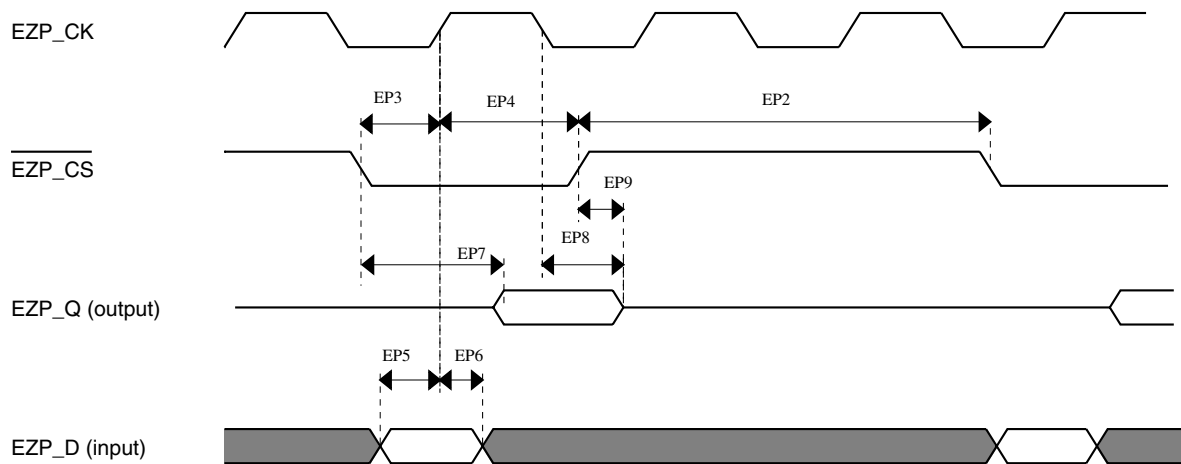 EZP_CK
EP3
EP4
EP2
EZP_CS
EP9
EP8
EP7
EZP_Q (output)
EP5
EP6
EZP_D (input)